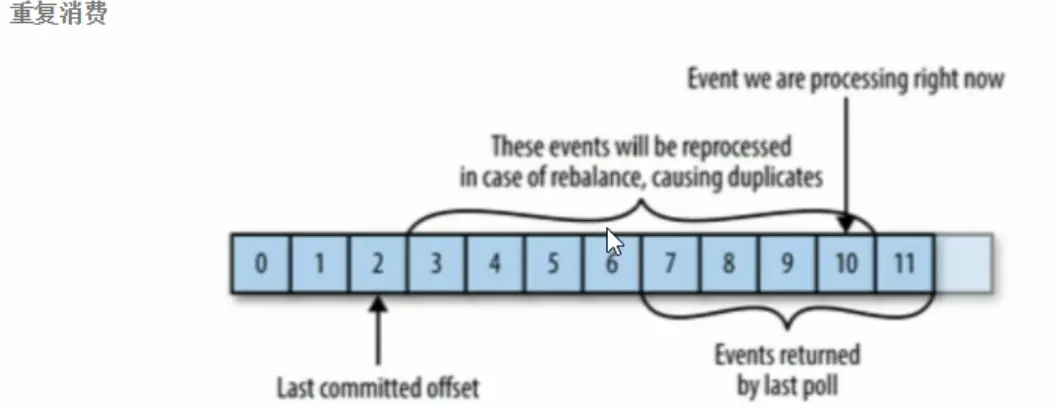 重复消费
Event we are processing right now
These events will be reprocessed
in case of rebalance, causing duplicates
0 1 2 3 4 5 6 7 8 9 10 11
Last committed offset
Events returned
by last poll